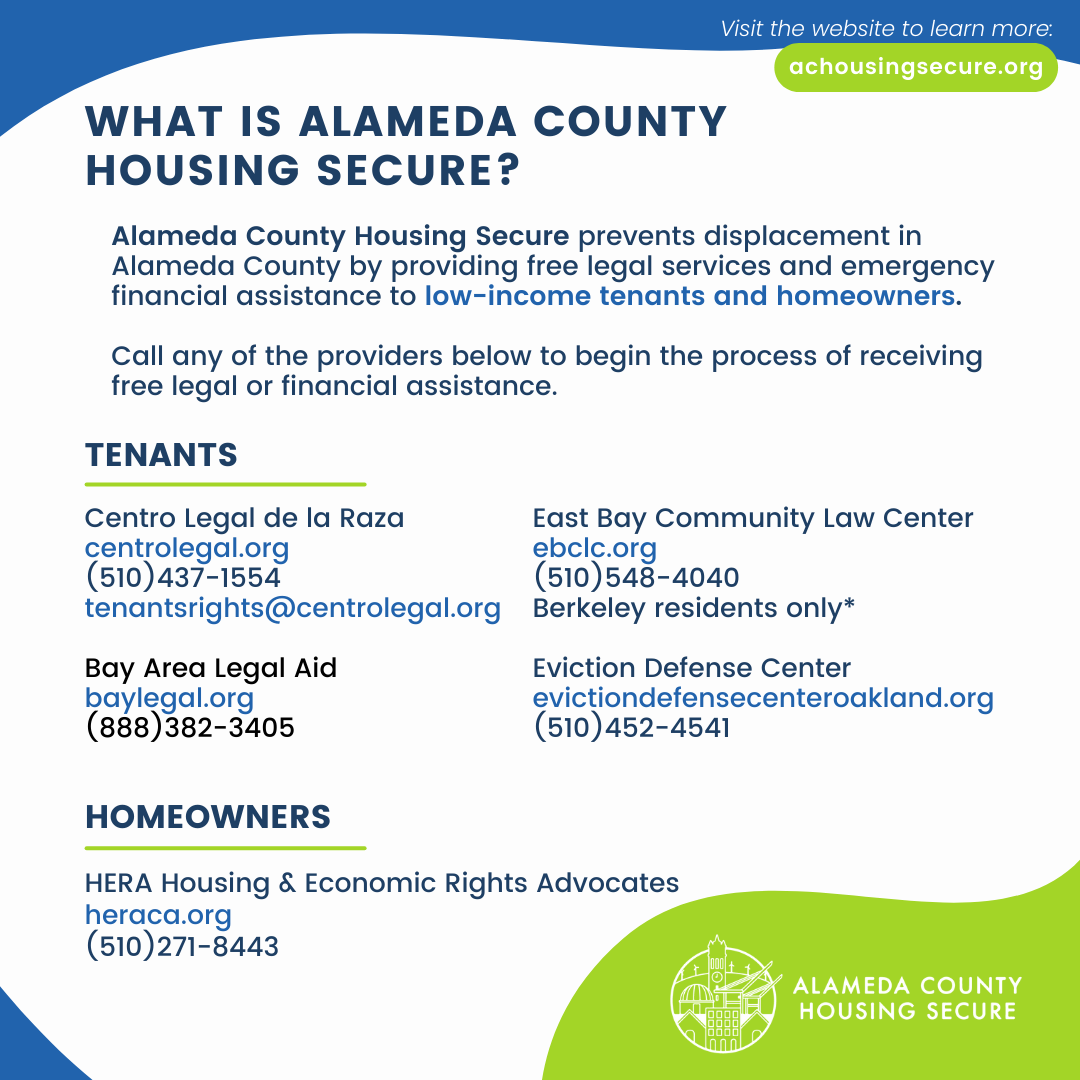 Visit the website to learn more:
achousingsecure.org
WHAT IS ALAMEDA COUNTY
HOUSING SECURE?
Alameda County Housing Secure prevents displacement in
Alameda County by providing free legal services and emergency
financial assistance to low-income tenants and homeowners.
Call any of the providers below to begin the process of receiving
free legal or financial assistance.
TENANTS
Centro Legal de la Raza
centrolegal.org
(510)437-1554
tenantsrights@centrolegal.org
East Bay Community Law Center
ebclc.org
(510)548-4040
Berkeley residents only*
Bay Area Legal Aid
baylegal.org
(888)382-3405
Eviction Defense Center
evictiondefensecenteroakland.org
(510)452-4541
HOMEOWNERS
HERA Housing & Economic Rights Advocates
heraca.org
(510)271-8443
ALAMEDA COUNTY
HOUSING SECURE